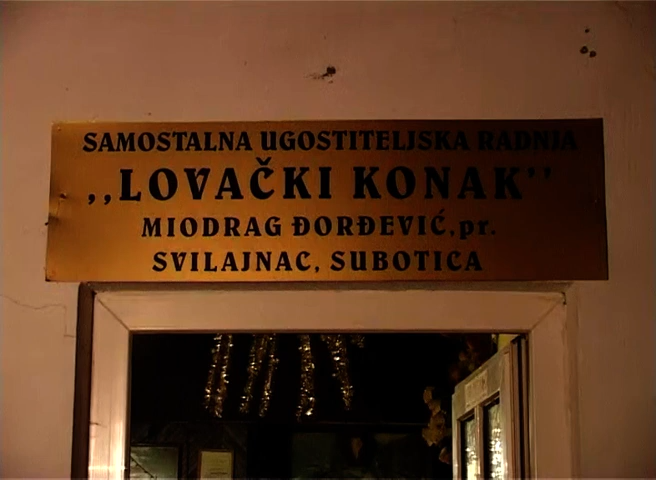 SAMOSTALNA UGOSTITELJSKA RADNJA
,,LOVAČKI KONAK''
MIODRAG ĐORĐEVIĆ, pr.
SVILAJNAC, SUBOTICA